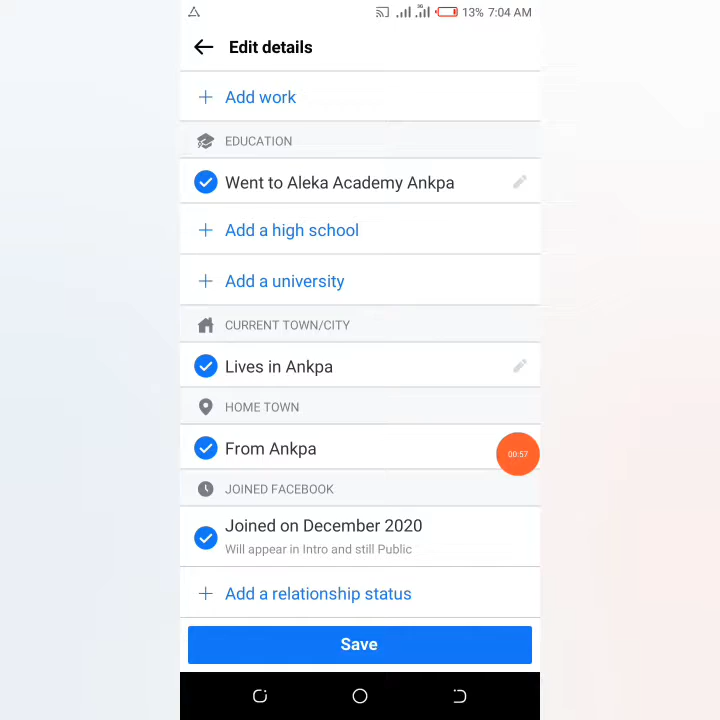 13% 7:04 AM
Edit details
Add work
EDUCATION
Went to Aleka Academy Ankpa
Add a high school
Add a university
CURRENT TOWN/CITY
Lives in Ankpa
HOME TOWN
From Ankpa
00:57
JOINED FACEBOOK
Joined on December 2020
Will appear in Intro and still Public
Add a relationship status
Save